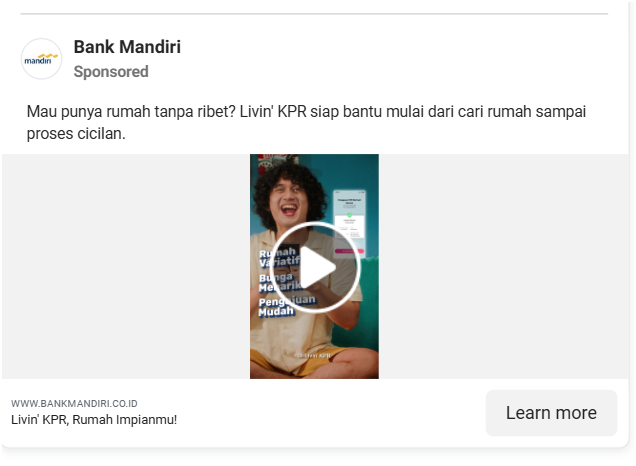 mandiri
Bank Mandiri
Sponsored
Mau punya rumah tanpa ribet? Livin' KPR siap bantu mulai dari cari rumah sampai
proses cicilan.
Rumah
Variatif
Bunga
Menarik
Pengajuan
Mudah
WWW.BANKMANDIRI.CO.ID
Livin' KPR, Rumah Impianmu!
Learn more